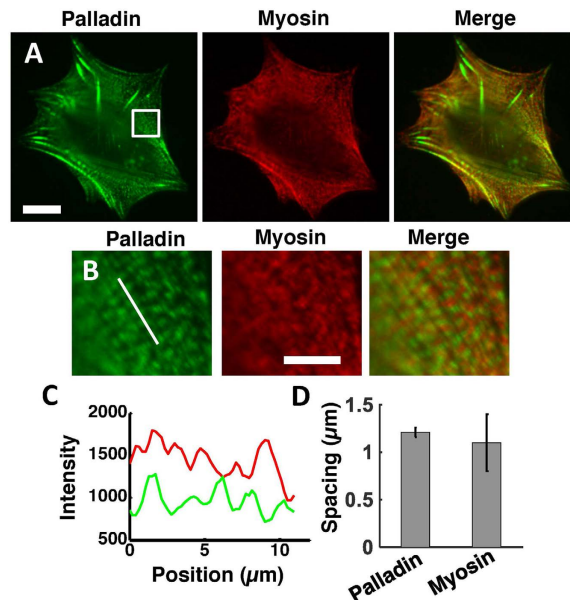 Palladin Myosin Merge
A
Palladin Myosin Merge
B
C
2000
1500
1000
500
Intensity
0 5 10
Position (µm)
D
1.5
1
0.5
0
Spacing (µm)
Palladin Myosin